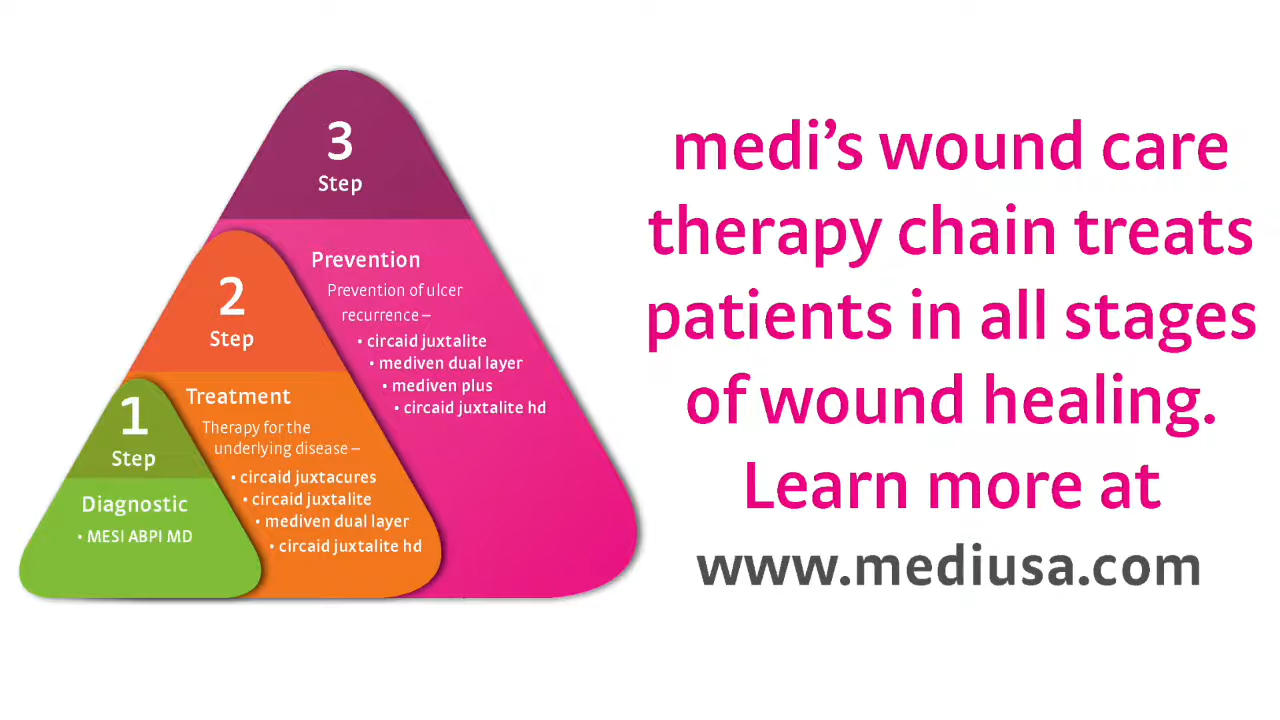 3
Step
Prevention
Prevention of ulcer
recurrence –
• circaid juxtalite
• mediven dual layer
• mediven plus
• circaid juxtalite hd
2
Step
Treatment
Therapy for the
underlying disease –
• circaid juxtacures
• circaid juxtalite
• mediven dual layer
• circaid juxtalite hd
1
Step
Diagnostic
• MESI ABPI MD
medi’s wound care
therapy chain treats
patients in all stages
of wound healing.
Learn more at
www.mediusa.com